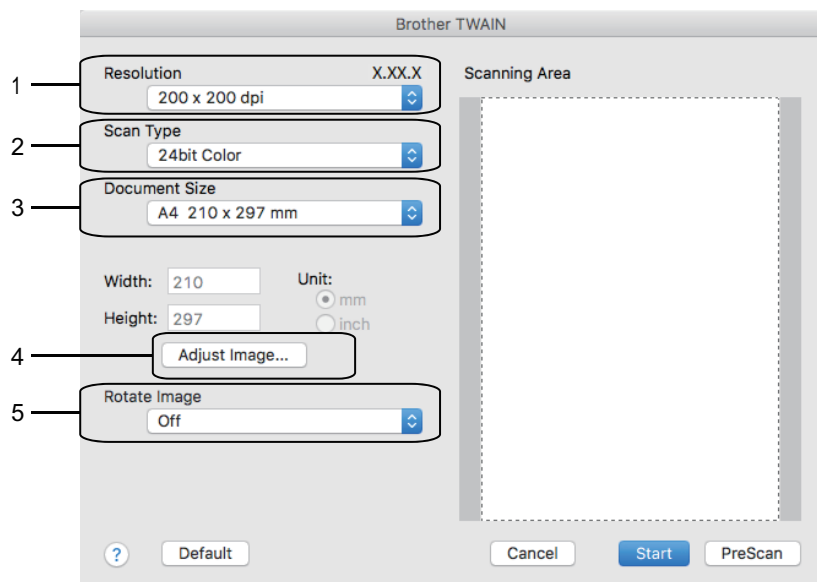 Brother TWAIN
1
Resolution X.XX.X
200 x 200 dpi
2
Scan Type
24bit Color
3
Document Size
A4 210 x 297 mm
Width: 210
Unit:
mm
Height: 297
inch
4
Adjust Image...
5
Rotate Image
Off
Scanning Area
? Default Cancel Start PreScan